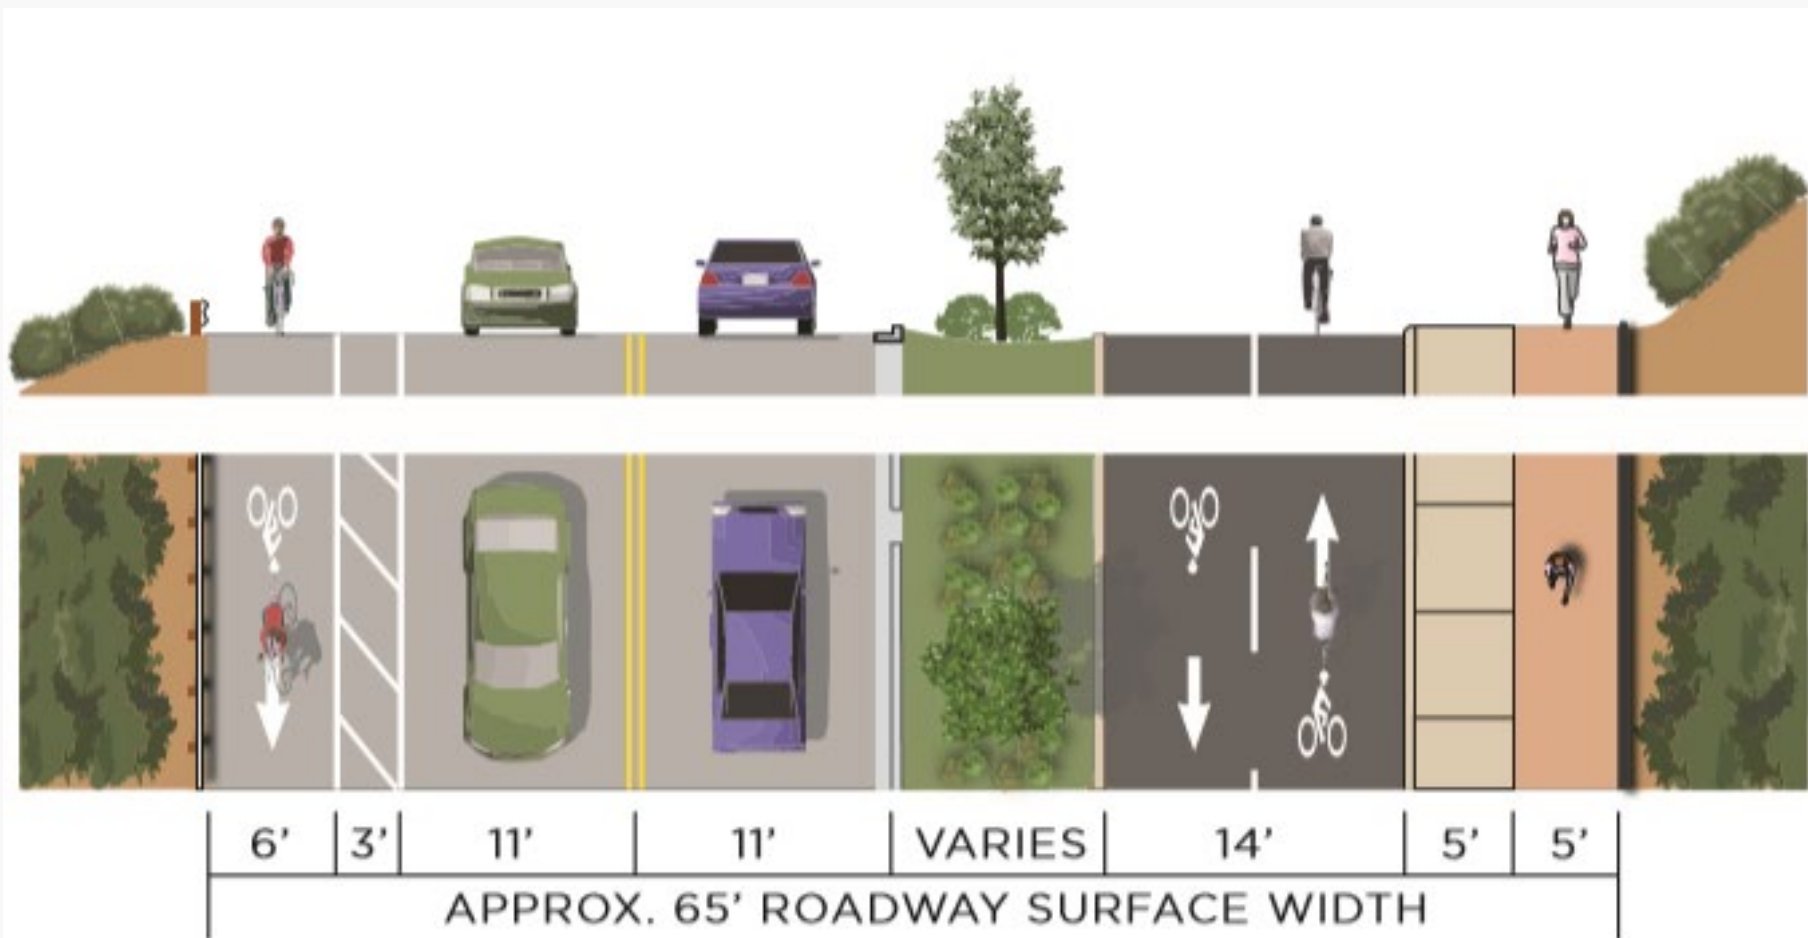 6' 3' 11' 11' VARIES 14' 5' 5'
APPROX. 65' ROADWAY SURFACE WIDTH